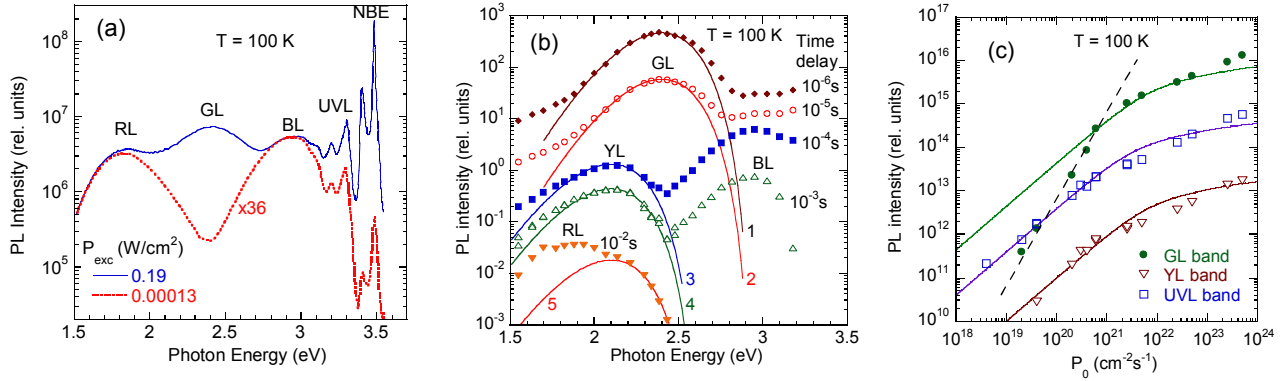 (a)
T = 100 K
NBE
RL
GL
BL
UVL
x36
P exc (W/cm²)
0.19
0.00013
10⁸
10⁷
10⁶
10⁵
PL Intensity (rel. units)
1.5 2 2.5 3 3.5
Photon Energy (eV)
(b)
T = 100 K
Time delay
GL
10⁻⁶s
10⁻⁵s
10⁻⁴s
YL
BL
10⁻³s
RL
10⁻²s
1
2
3
4
5
10³
10²
10¹
10⁰
10⁻¹
10⁻²
10⁻³
PL intensity (rel. units)
1.5 2.0 2.5 3.0 3.5
Photon Energy (eV)
(c)
T = 100 K
GL band
YL band
UVL band
10¹⁷
10¹⁶
10¹⁵
10¹⁴
10¹³
10¹²
10¹¹
10¹⁰
PL intensity (rel. units)
10¹⁸ 10¹⁹ 10²⁰ 10²¹ 10²² 10²³ 10²⁴
P₀ (cm⁻²s⁻¹)